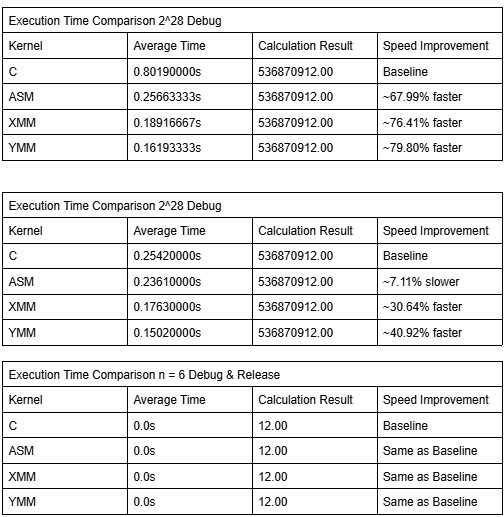 Execution Time Comparison 2^28 Debug
Kernel Average Time Calculation Result Speed Improvement
C 0.80190000s 536870912.00 Baseline
ASM 0.25663333s 536870912.00 ~67.99% faster
XMM 0.18916667s 536870912.00 ~76.41% faster
YMM 0.16193333s 536870912.00 ~79.80% faster
Execution Time Comparison 2^28 Debug
Kernel Average Time Calculation Result Speed Improvement
C 0.25420000s 536870912.00 Baseline
ASM 0.23610000s 536870912.00 ~7.11% slower
XMM 0.17630000s 536870912.00 ~30.64% faster
YMM 0.15020000s 536870912.00 ~40.92% faster
Execution Time Comparison n = 6 Debug & Release
Kernel Average Time Calculation Result Speed Improvement
C 0.0s 12.00 Baseline
ASM 0.0s 12.00 Same as Baseline
XMM 0.0s 12.00 Same as Baseline
YMM 0.0s 12.00 Same as Baseline